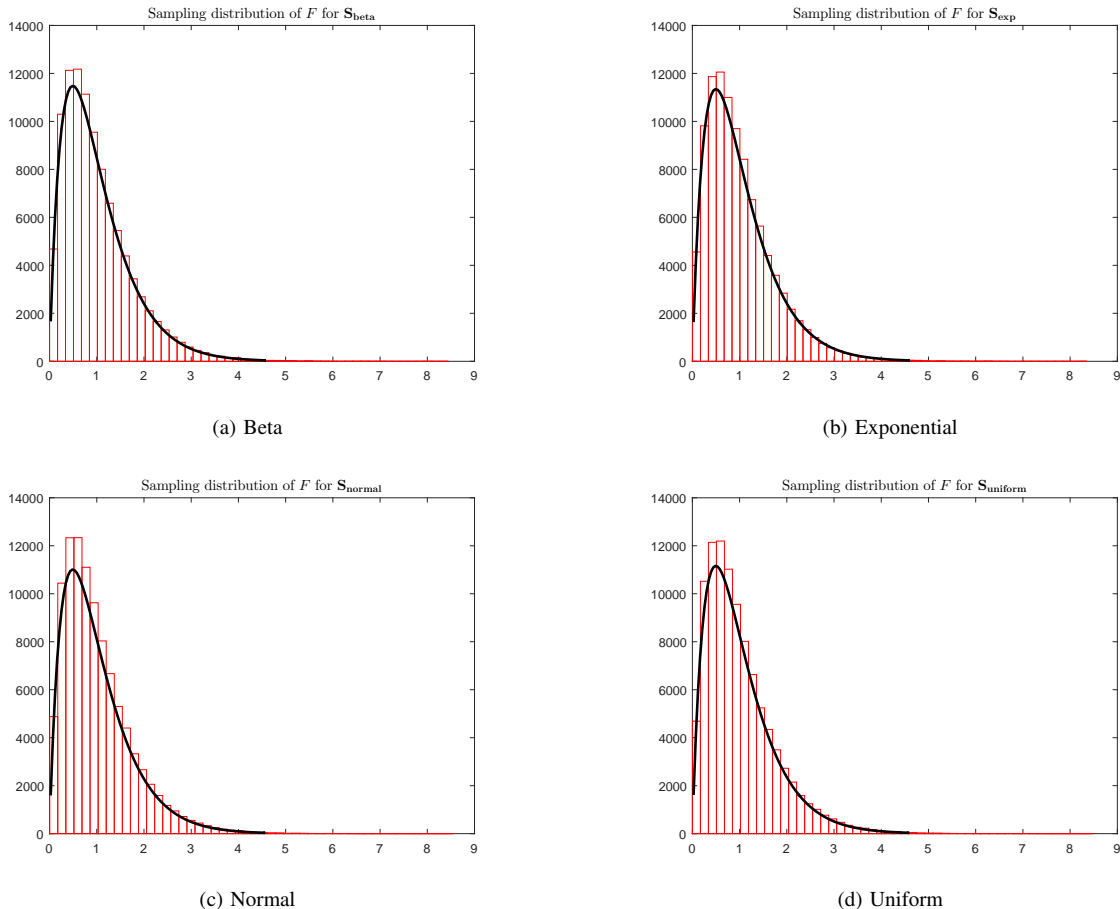 Sampling distribution of F for S_beta
14000
12000
10000
8000
6000
4000
2000
0
0 1 2 3 4 5 6 7 8 9
(a) Beta
Sampling distribution of F for S_exp
14000
12000
10000
8000
6000
4000
2000
0
0 1 2 3 4 5 6 7 8 9
(b) Exponential
Sampling distribution of F for S_normal
14000
12000
10000
8000
6000
4000
2000
0
0 1 2 3 4 5 6 7 8 9
(c) Normal
Sampling distribution of F for S_uniform
14000
12000
10000
8000
6000
4000
2000
0
0 1 2 3 4 5 6 7 8 9
(d) Uniform